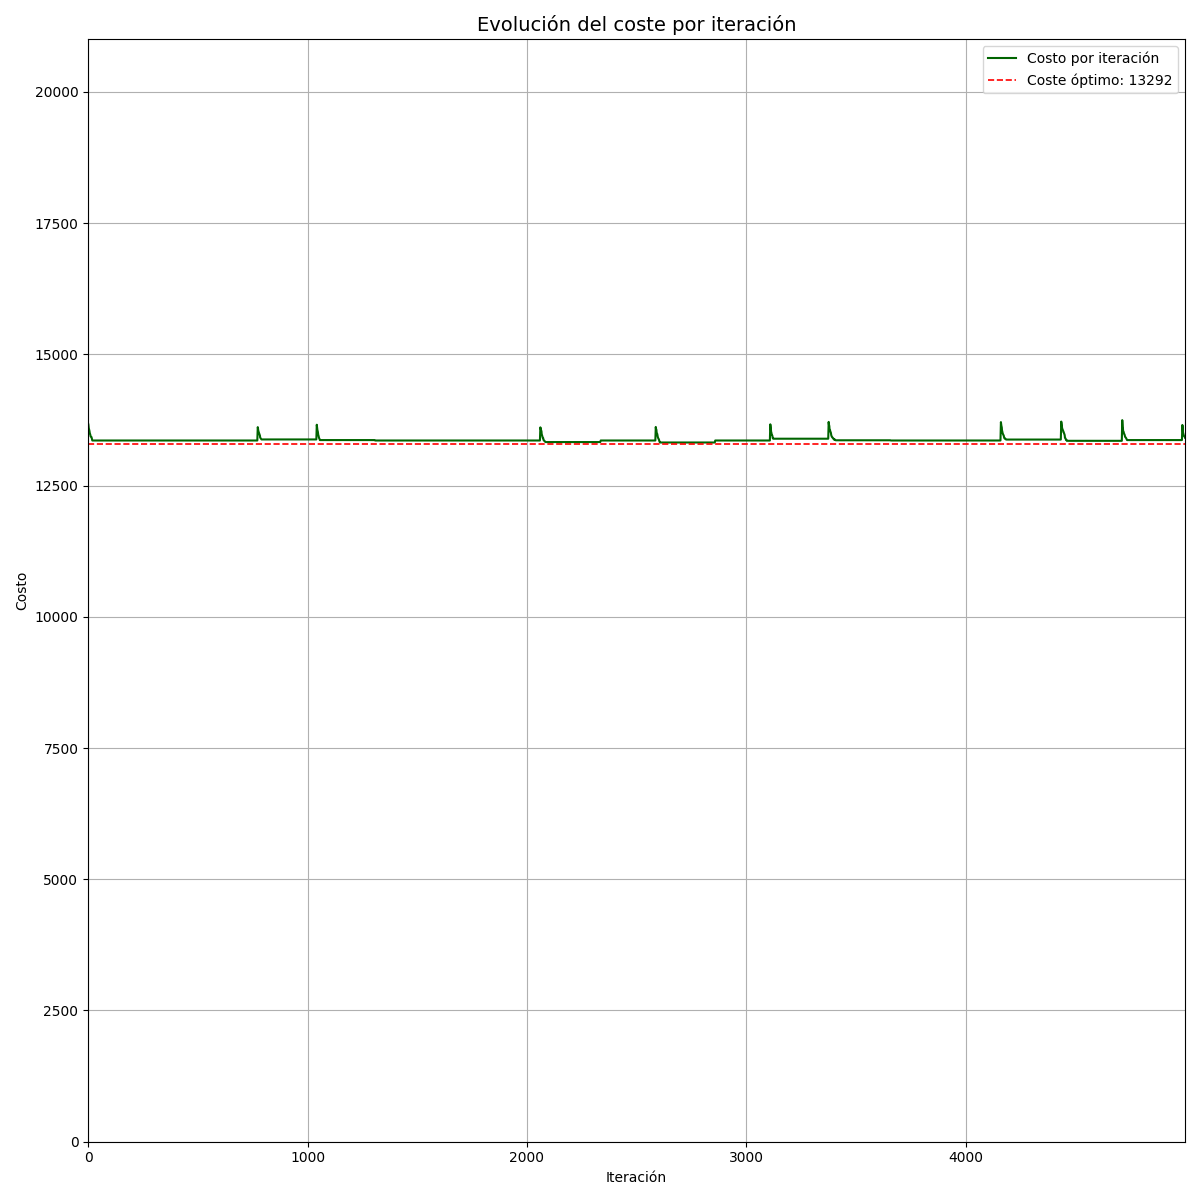 Evolución del coste por iteración
Costo por iteración
Coste óptimo: 13292
20000
17500
15000
12500
10000
7500
5000
2500
0
Costo
0 1000 2000 3000 4000
Iteración